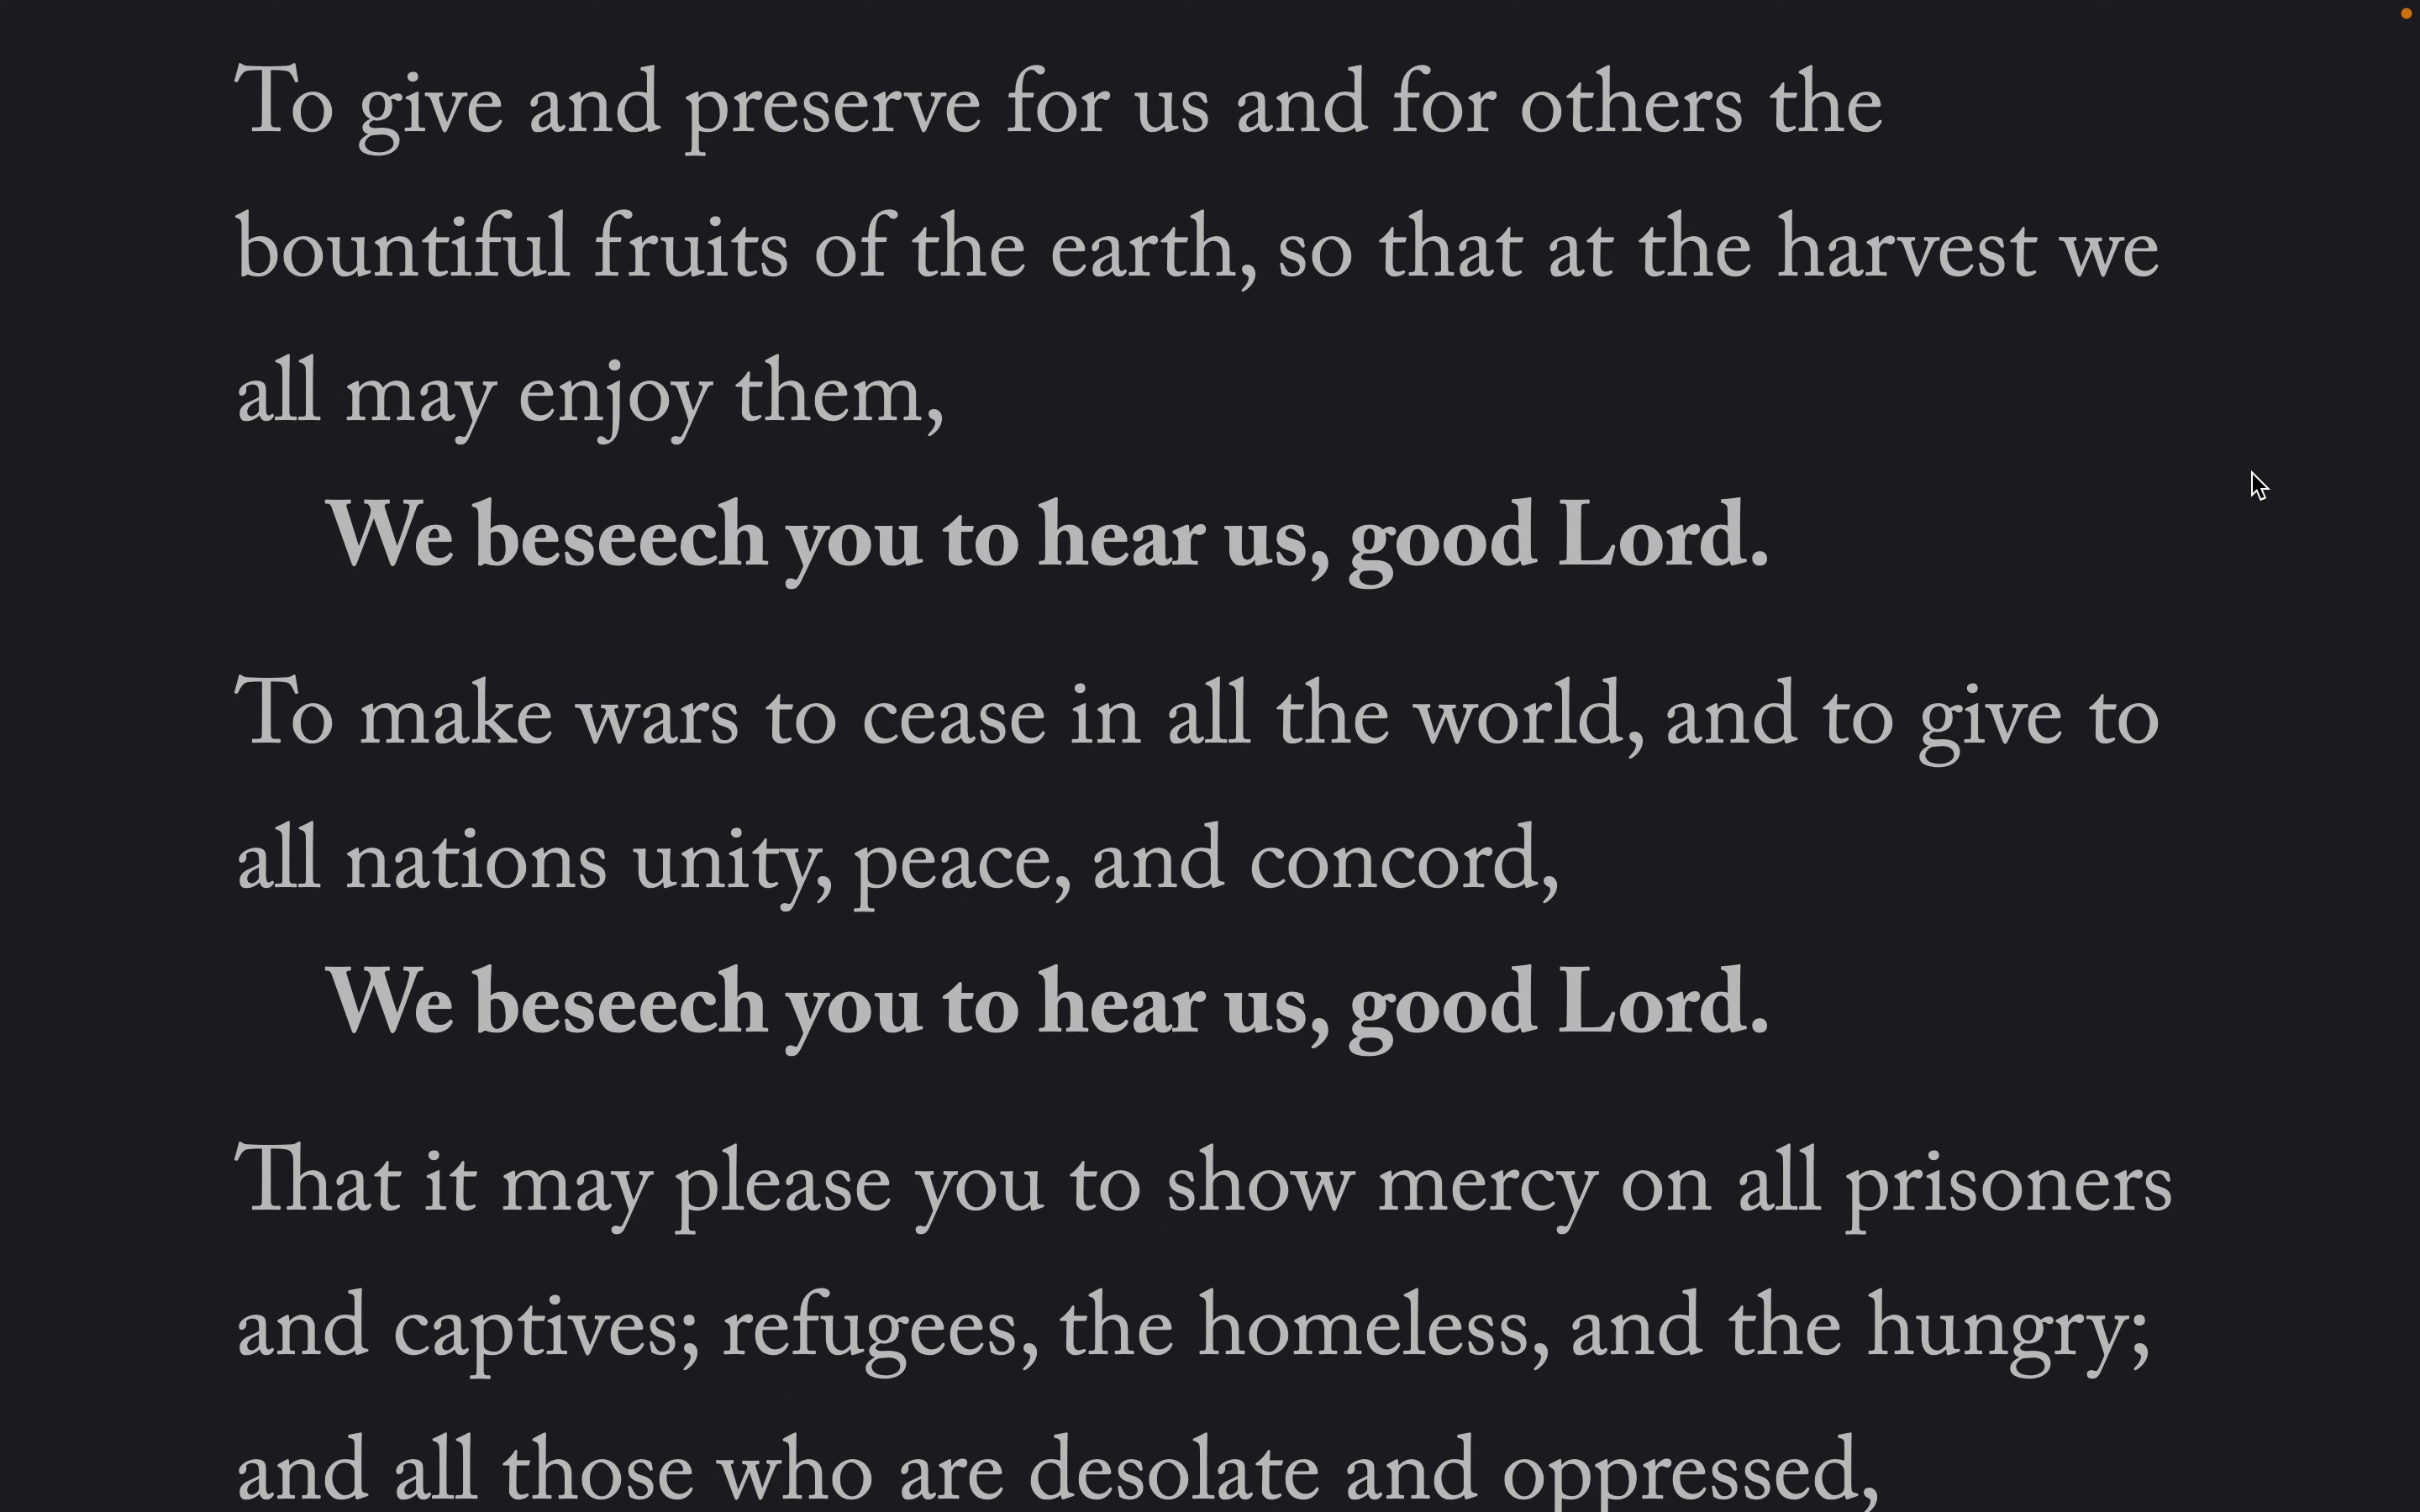 To give and preserve for us and for others the
bountiful fruits of the earth, so that at the harvest we
all may enjoy them,
We beseech you to hear us, good Lord.
To make wars to cease in all the world, and to give to
all nations unity, peace, and concord,
We beseech you to hear us, good Lord.
That it may please you to show mercy on all prisoners
and captives; refugees, the homeless, and the hungry;
and all those who are desolate and oppressed,